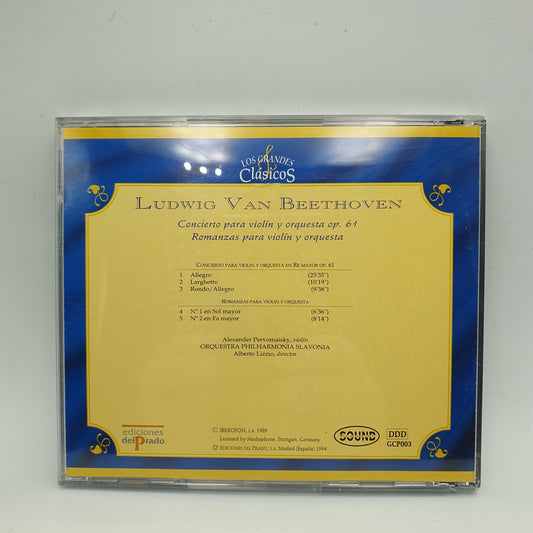 LOS GRANDES
Clásicos
LUDWIG VAN BEETHOVEN
Concierto para violín y orquesta op. 61
Romanzas para violín y orquesta
CONCIERTO PARA VIOLIN Y ORQUESTA EN RE MAYOR OP. 61
1 Allegro (25'35")
2 Larghetto (10'19")
3 Rondo/Allegro (9'38")
ROMANZAS PARA VIOLIN Y ORQUESTA
4 Nº 1 en Sol mayor (6'36")
5 Nº 2 en Fa mayor (8'14")
Alexander Pervomaisky, violín
ORQUESTRA PHILHARMONIA SLAVONIA
Alberto Lizzio, director
ediciones
del Prado
Ⓟ IBEROFON, S.A. 1989
Licensed by Mediaphone. Stuttgart, Germany
© EDICIONES DEL PRADO, S.A. Madrid (España) 1994
SOUND
DDD
GCP003